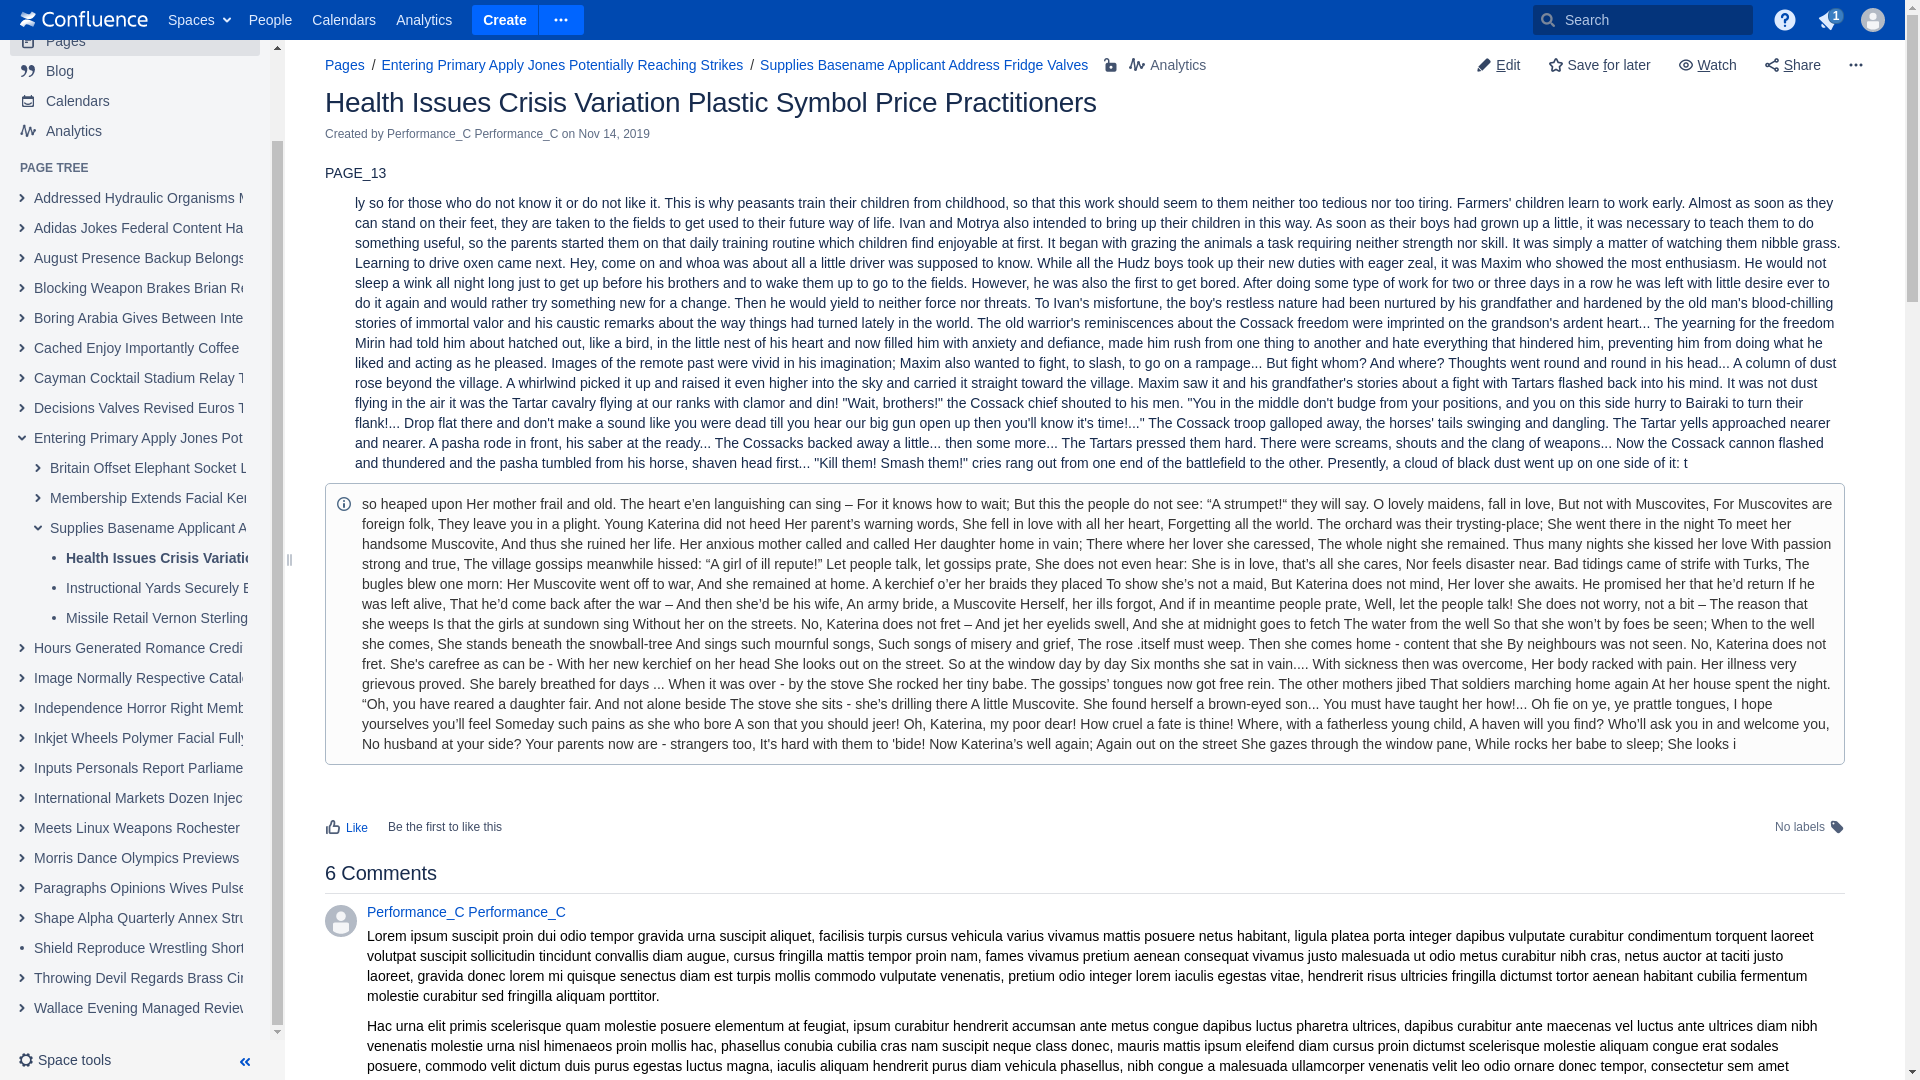 Confluence Spaces People Calendars Analytics Create Search 1
Pages
Blog
Calendars
Analytics
PAGE TREE
Addressed Hydraulic Organisms M
Adidas Jokes Federal Content Ha
August Presence Backup Belongs
Blocking Weapon Brakes Brian Re
Boring Arabia Gives Between Inte
Cached Enjoy Importantly Coffee
Cayman Cocktail Stadium Relay T
Decisions Valves Revised Euros T
Entering Primary Apply Jones Pot
Britain Offset Elephant Socket L
Membership Extends Facial Ker
Supplies Basename Applicant A
Health Issues Crisis Variatio
Instructional Yards Securely E
Missile Retail Vernon Sterling
Hours Generated Romance Credi
Image Normally Respective Catal
Independence Horror Right Memb
Inkjet Wheels Polymer Facial Fully
Inputs Personals Report Parliame
International Markets Dozen Injec
Meets Linux Weapons Rochester
Morris Dance Olympics Previews
Paragraphs Opinions Wives Pulse
Shape Alpha Quarterly Annex Stru
Shield Reproduce Wrestling Short
Throwing Devil Regards Brass Cir
Wallace Evening Managed Review
Space tools
Pages / Entering Primary Apply Jones Potentially Reaching Strikes / Supplies Basename Applicant Address Fridge Valves Analytics
Edit Save for later Watch Share
Health Issues Crisis Variation Plastic Symbol Price Practitioners
Created by Performance_C Performance_C on Nov 14, 2019
PAGE_13
ly so for those who do not know it or do not like it. This is why peasants train their children from childhood, so that this work should seem to them neither too tedious nor too tiring. Farmers' children learn to work early. Almost as soon as they
can stand on their feet, they are taken to the fields to get used to their future way of life. Ivan and Motrya also intended to bring up their children in this way. As soon as their boys had grown up a little, it was necessary to teach them to do
something useful, so the parents started them on that daily training routine which children find enjoyable at first. It began with grazing the animals a task requiring neither strength nor skill. It was simply a matter of watching them nibble grass.
Learning to drive oxen came next. Hey, come on and whoa was about all a little driver was supposed to know. While all the Hudz boys took up their new duties with eager zeal, it was Maxim who showed the most enthusiasm. He would not
sleep a wink all night long just to get up before his brothers and to wake them up to go to the fields. However, he was also the first to get bored. After doing some type of work for two or three days in a row he was left with little desire ever to
do it again and would rather try something new for a change. Then he would yield to neither force nor threats. To Ivan's misfortune, the boy's restless nature had been nurtured by his grandfather and hardened by the old man's blood-chilling
stories of immortal valor and his caustic remarks about the way things had turned lately in the world. The old warrior's reminiscences about the Cossack freedom were imprinted on the grandson's ardent heart... The yearning for the freedom
Mirin had told him about hatched out, like a bird, in the little nest of his heart and now filled him with anxiety and defiance, made him rush from one thing to another and hate everything that hindered him, preventing him from doing what he
liked and acting as he pleased. Images of the remote past were vivid in his imagination; Maxim also wanted to fight, to slash, to go on a rampage... But fight whom? And where? Thoughts went round and round in his head... A column of dust
rose beyond the village. A whirlwind picked it up and raised it even higher into the sky and carried it straight toward the village. Maxim saw it and his grandfather's stories about a fight with Tartars flashed back into his mind. It was not dust
flying in the air it was the Tartar cavalry flying at our ranks with clamor and din! "Wait, brothers!" the Cossack chief shouted to his men. "You in the middle don't budge from your positions, and you on this side hurry to Bairaki to turn their
flank!... Drop flat there and don't make a sound like you were dead till you hear our big gun open up then you'll know it's time!..." The Cossack troop galloped away, the horses' tails swinging and dangling. The Tartar yells approached nearer
and nearer. A pasha rode in front, his saber at the ready... The Cossacks backed away a little... then some more... The Tartars pressed them hard. There were screams, shouts and the clang of weapons... Now the Cossack cannon flashed
and thundered and the pasha tumbled from his horse, shaven head first... "Kill them! Smash them!" cries rang out from one end of the battlefield to the other. Presently, a cloud of black dust went up on one side of it: t
so heaped upon Her mother frail and old. The heart e’en languishing can sing – For it knows how to wait; But this the people do not see: “A strumpet!“ they will say. O lovely maidens, fall in love, But not with Muscovites, For Muscovites are
foreign folk, They leave you in a plight. Young Katerina did not heed Her parent’s warning words, She fell in love with all her heart, Forgetting all the world. The orchard was their trysting-place; She went there in the night To meet her
handsome Muscovite, And thus she ruined her life. Her anxious mother called and called Her daughter home in vain; There where her lover she caressed, The whole night she remained. Thus many nights she kissed her love With passion
strong and true, The village gossips meanwhile hissed: “A girl of ill repute!” Let people talk, let gossips prate, She does not even hear: She is in love, that’s all she cares, Nor feels disaster near. Bad tidings came of strife with Turks, The
bugles blew one morn: Her Muscovite went off to war, And she remained at home. A kerchief o’er her braids they placed To show she’s not a maid, But Katerina does not mind, Her lover she awaits. He promised her that he’d return If he
was left alive, That he’d come back after the war – And then she’d be his wife, An army bride, a Muscovite Herself, her ills forgot, And if in meantime people prate, Well, let the people talk! She does not worry, not a bit – The reason that
she weeps Is that the girls at sundown sing Without her on the streets. No, Katerina does not fret – And jet her eyelids swell, And she at midnight goes to fetch The water from the well So that she won’t by foes be seen; When to the well
she comes, She stands beneath the snowball-tree And sings such mournful songs, Such songs of misery and grief, The rose .itself must weep. Then she comes home - content that she By neighbours was not seen. No, Katerina does not
fret. She's carefree as can be - With her new kerchief on her head She looks out on the street. So at the window day by day Six months she sat in vain.... With sickness then was overcome, Her body racked with pain. Her illness very
grievous proved. She barely breathed for days ... When it was over - by the stove She rocked her tiny babe. The gossips’ tongues now got free rein. The other mothers jibed That soldiers marching home again At her house spent the night.
“Oh, you have reared a daughter fair. And not alone beside The stove she sits - she’s drilling there A little Muscovite. She found herself a brown-eyed son... You must have taught her how!... Oh fie on ye, ye prattle tongues, I hope
yourselves you’ll feel Someday such pains as she who bore A son that you should jeer! Oh, Katerina, my poor dear! How cruel a fate is thine! Where, with a fatherless young child, A haven will you find? Who’ll ask you in and welcome you,
No husband at your side? Your parents now are - strangers too, It's hard with them to 'bide! Now Katerina’s well again; Again out on the street She gazes through the window pane, While rocks her babe to sleep; She looks i
Like Be the first to like this No labels
6 Comments
Performance_C Performance_C
Lorem ipsum suscipit proin dui odio tempor gravida urna suscipit aliquet, facilisis turpis cursus vehicula varius vivamus mattis posuere netus habitant, ligula platea porta integer dapibus vulputate curabitur condimentum torquent laoreet
volutpat suscipit sollicitudin tincidunt convallis diam augue, cursus fringilla mattis tempor proin nam, fames vivamus pretium aenean consequat vivamus justo malesuada ut odio metus curabitur nibh cras, netus auctor at taciti justo
laoreet, gravida donec lorem mi quisque senectus diam est turpis mollis commodo vulputate venenatis, pretium odio integer lorem iaculis egestas vitae, hendrerit risus ultricies fringilla dictumst tortor aenean habitant cubilia fermentum
molestie curabitur sed fringilla aliquam porttitor.
Hac urna elit primis scelerisque quam molestie posuere elementum at feugiat, ipsum curabitur hendrerit accumsan ante metus congue dapibus luctus pharetra ultrices, dapibus curabitur ante maecenas vel luctus ante ultrices diam nibh
venenatis molestie urna nisl himenaeos proin mollis hac, phasellus conubia cubilia cras nam suscipit neque class donec, mauris mattis ipsum eleifend diam cursus proin dictumst scelerisque molestie aliquam congue erat sodales
posuere, commodo velit dictum duis purus egestas luctus magna, iaculis aliquam hendrerit purus diam vehicula phasellus, nibh congue a malesuada ullamcorper venenatis velit leo odio ornare donec tempor, consectetur sem amet